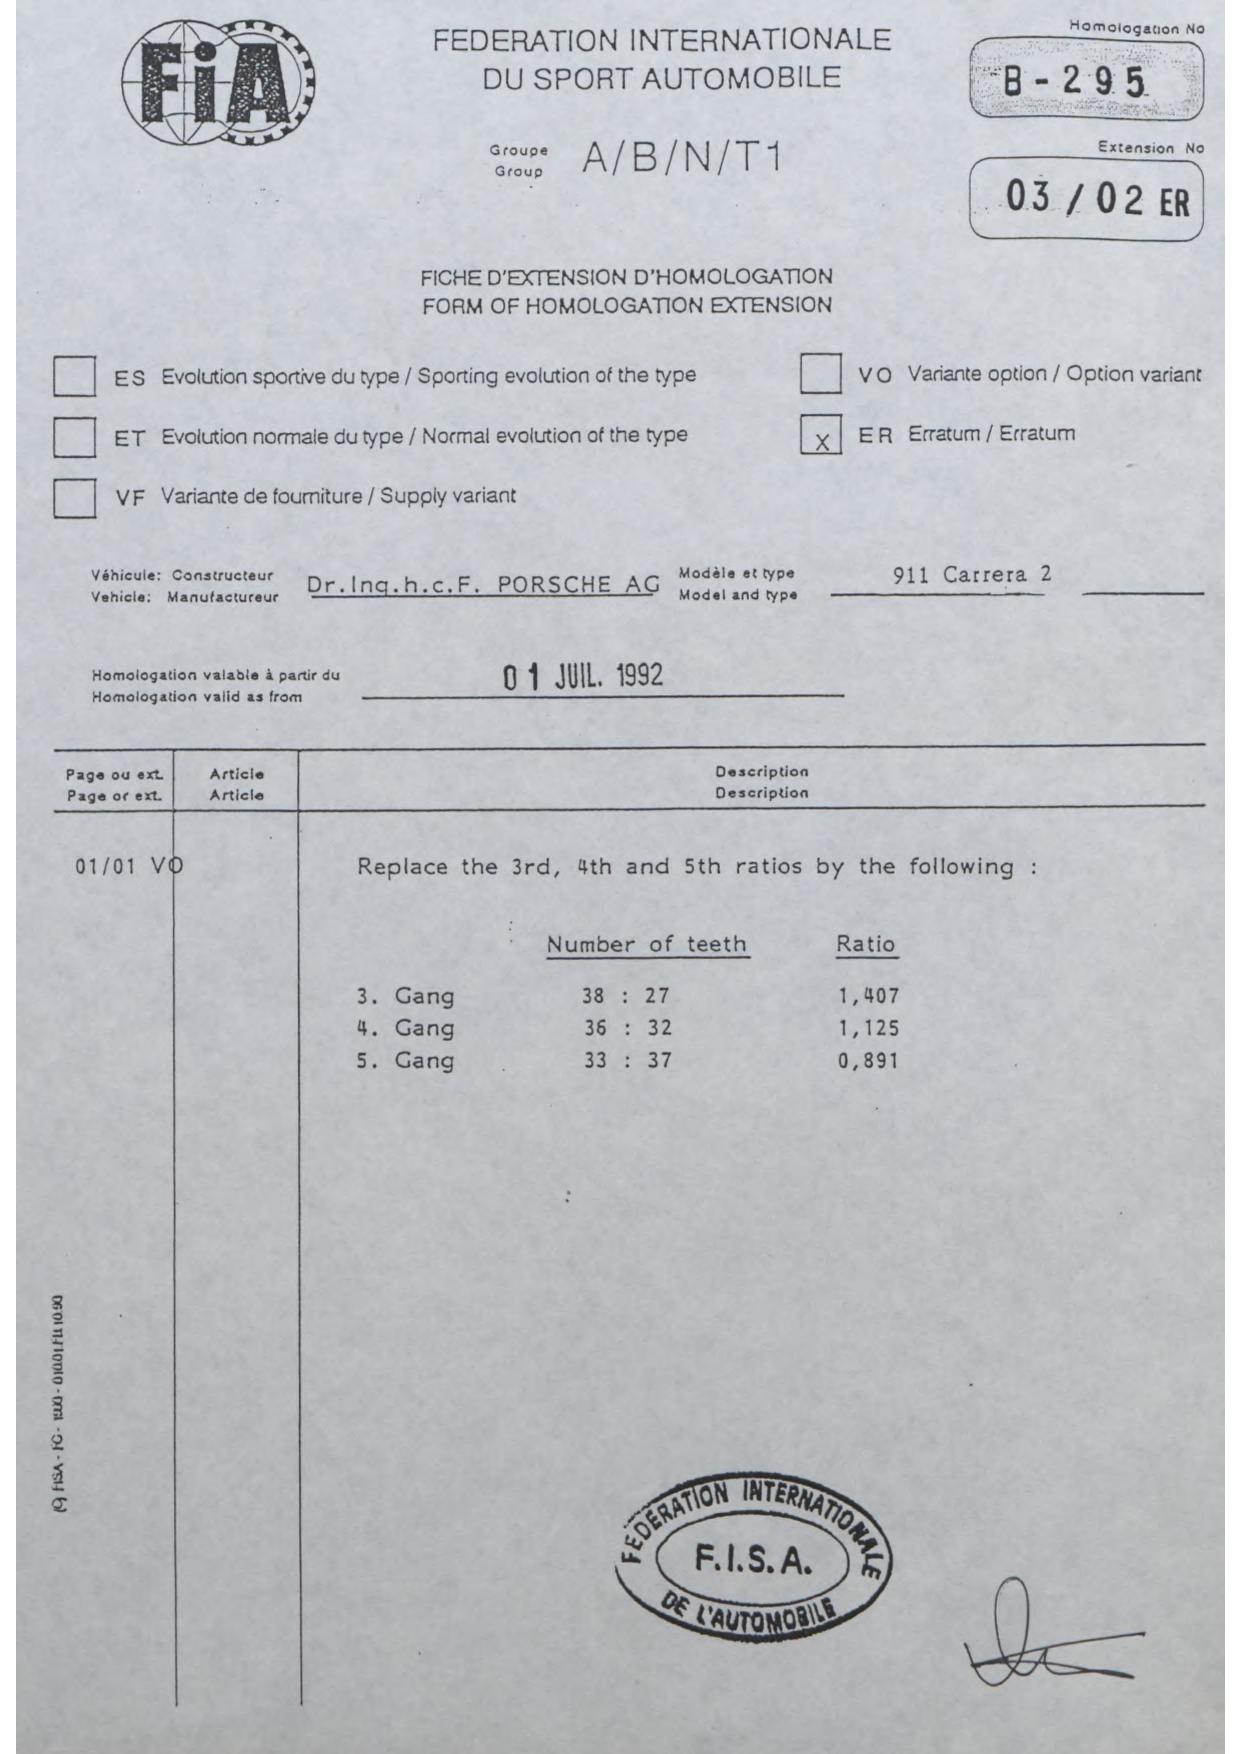 FiA
FEDERATION INTERNATIONALE
DU SPORT AUTOMOBILE
Homologation No
B-295
Groupe
Group
A/B/N/T1
Extension No
03/02 ER
FICHE D'EXTENSION D'HOMOLOGATION
FORM OF HOMOLOGATION EXTENSION
ES Evolution sportive du type / Sporting evolution of the type
VO Variante option / Option variant
ET Evolution normale du type / Normal evolution of the type
X ER Erratum / Erratum
VF Variante de fourniture / Supply variant
Véhicule: Constructeur
Vehicle: Manufactureur
Dr.Ing.h.c.F. PORSCHE AG
Modèle et type
Model and type
911 Carrera 2
Homologation valable à partir du
Homologation valid as from
01 JUIL. 1992
Page ou ext.
Page or ext.
Article
Article
Description
Description
01/01 VO
Replace the 3rd, 4th and 5th ratios by the following :
Number of teeth Ratio
3. Gang 38 : 27 1,407
4. Gang 36 : 32 1,125
5. Gang 33 : 37 0,891
FEDERATION INTERNATIONALE
F.I.S.A.
DE L'AUTOMOBILE